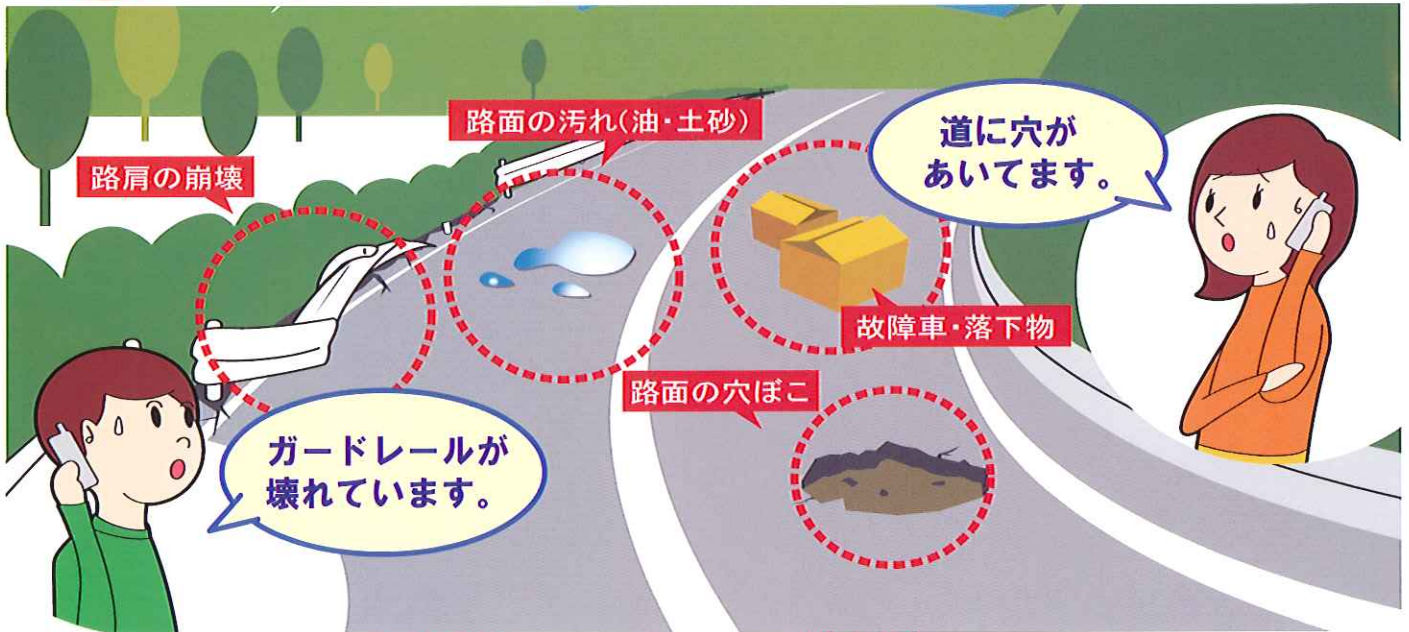 路面の汚れ(油・土砂)
道に穴が
あいてます。
路肩の崩壊
故障車・落下物
路面の穴ぼこ
ガードレールが
壊れています。